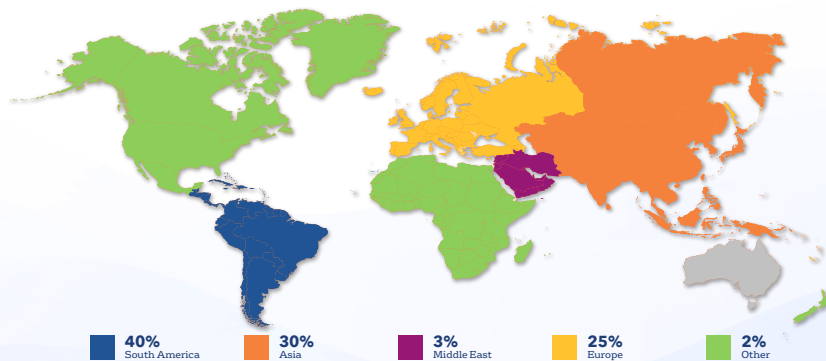 40%
South America
30%
Asia
3%
Middle East
25%
Europe
2%
Other